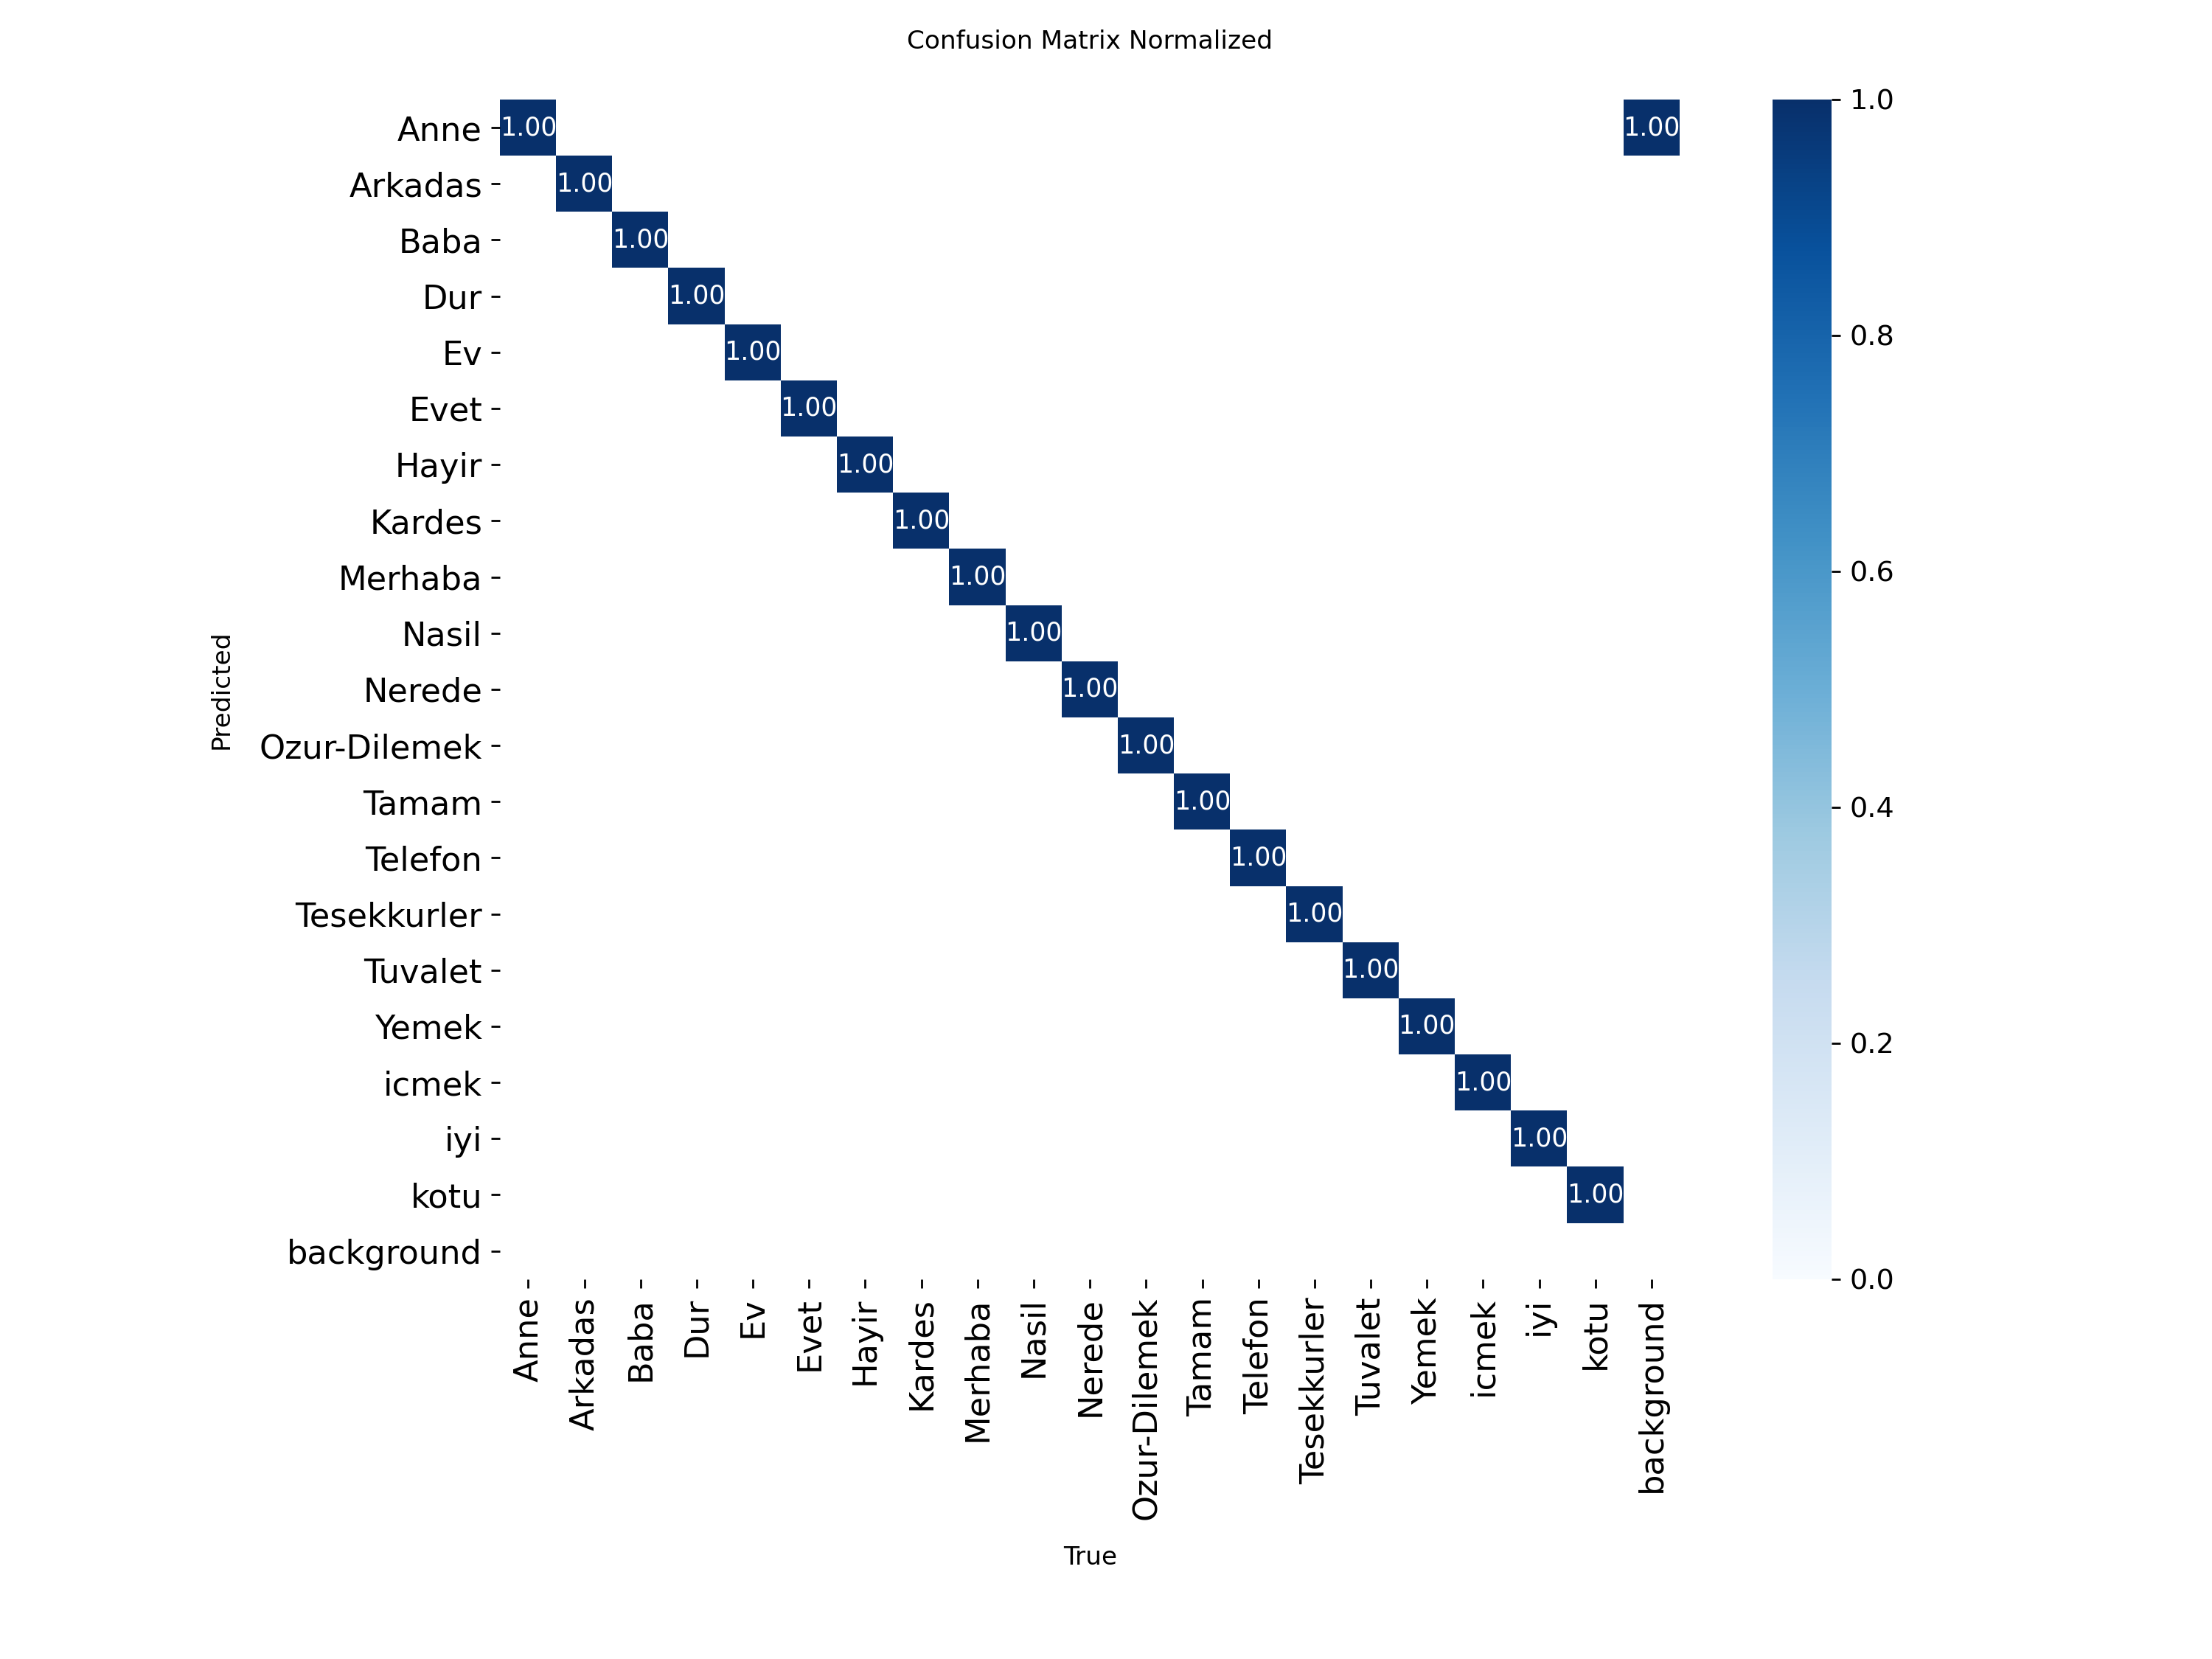 Confusion Matrix Normalized
Anne 1.00 1.00
Arkadas 1.00
Baba 1.00
Dur 1.00
Ev 1.00
Evet 1.00
Hayir 1.00
Kardes 1.00
Merhaba 1.00
Nasil 1.00
Nerede 1.00
Ozur-Dilemek 1.00
Tamam 1.00
Telefon 1.00
Tesekkurler 1.00
Tuvalet 1.00
Yemek 1.00
icmek 1.00
iyi 1.00
kotu 1.00
background
Predicted
Anne
Arkadas
Baba
Dur
Ev
Evet
Hayir
Kardes
Merhaba
Nasil
Nerede
Ozur-Dilemek
Tamam
Telefon
Tesekkurler
Tuvalet
Yemek
icmek
iyi
kotu
background
True
1.0
0.8
0.6
0.4
0.2
0.0